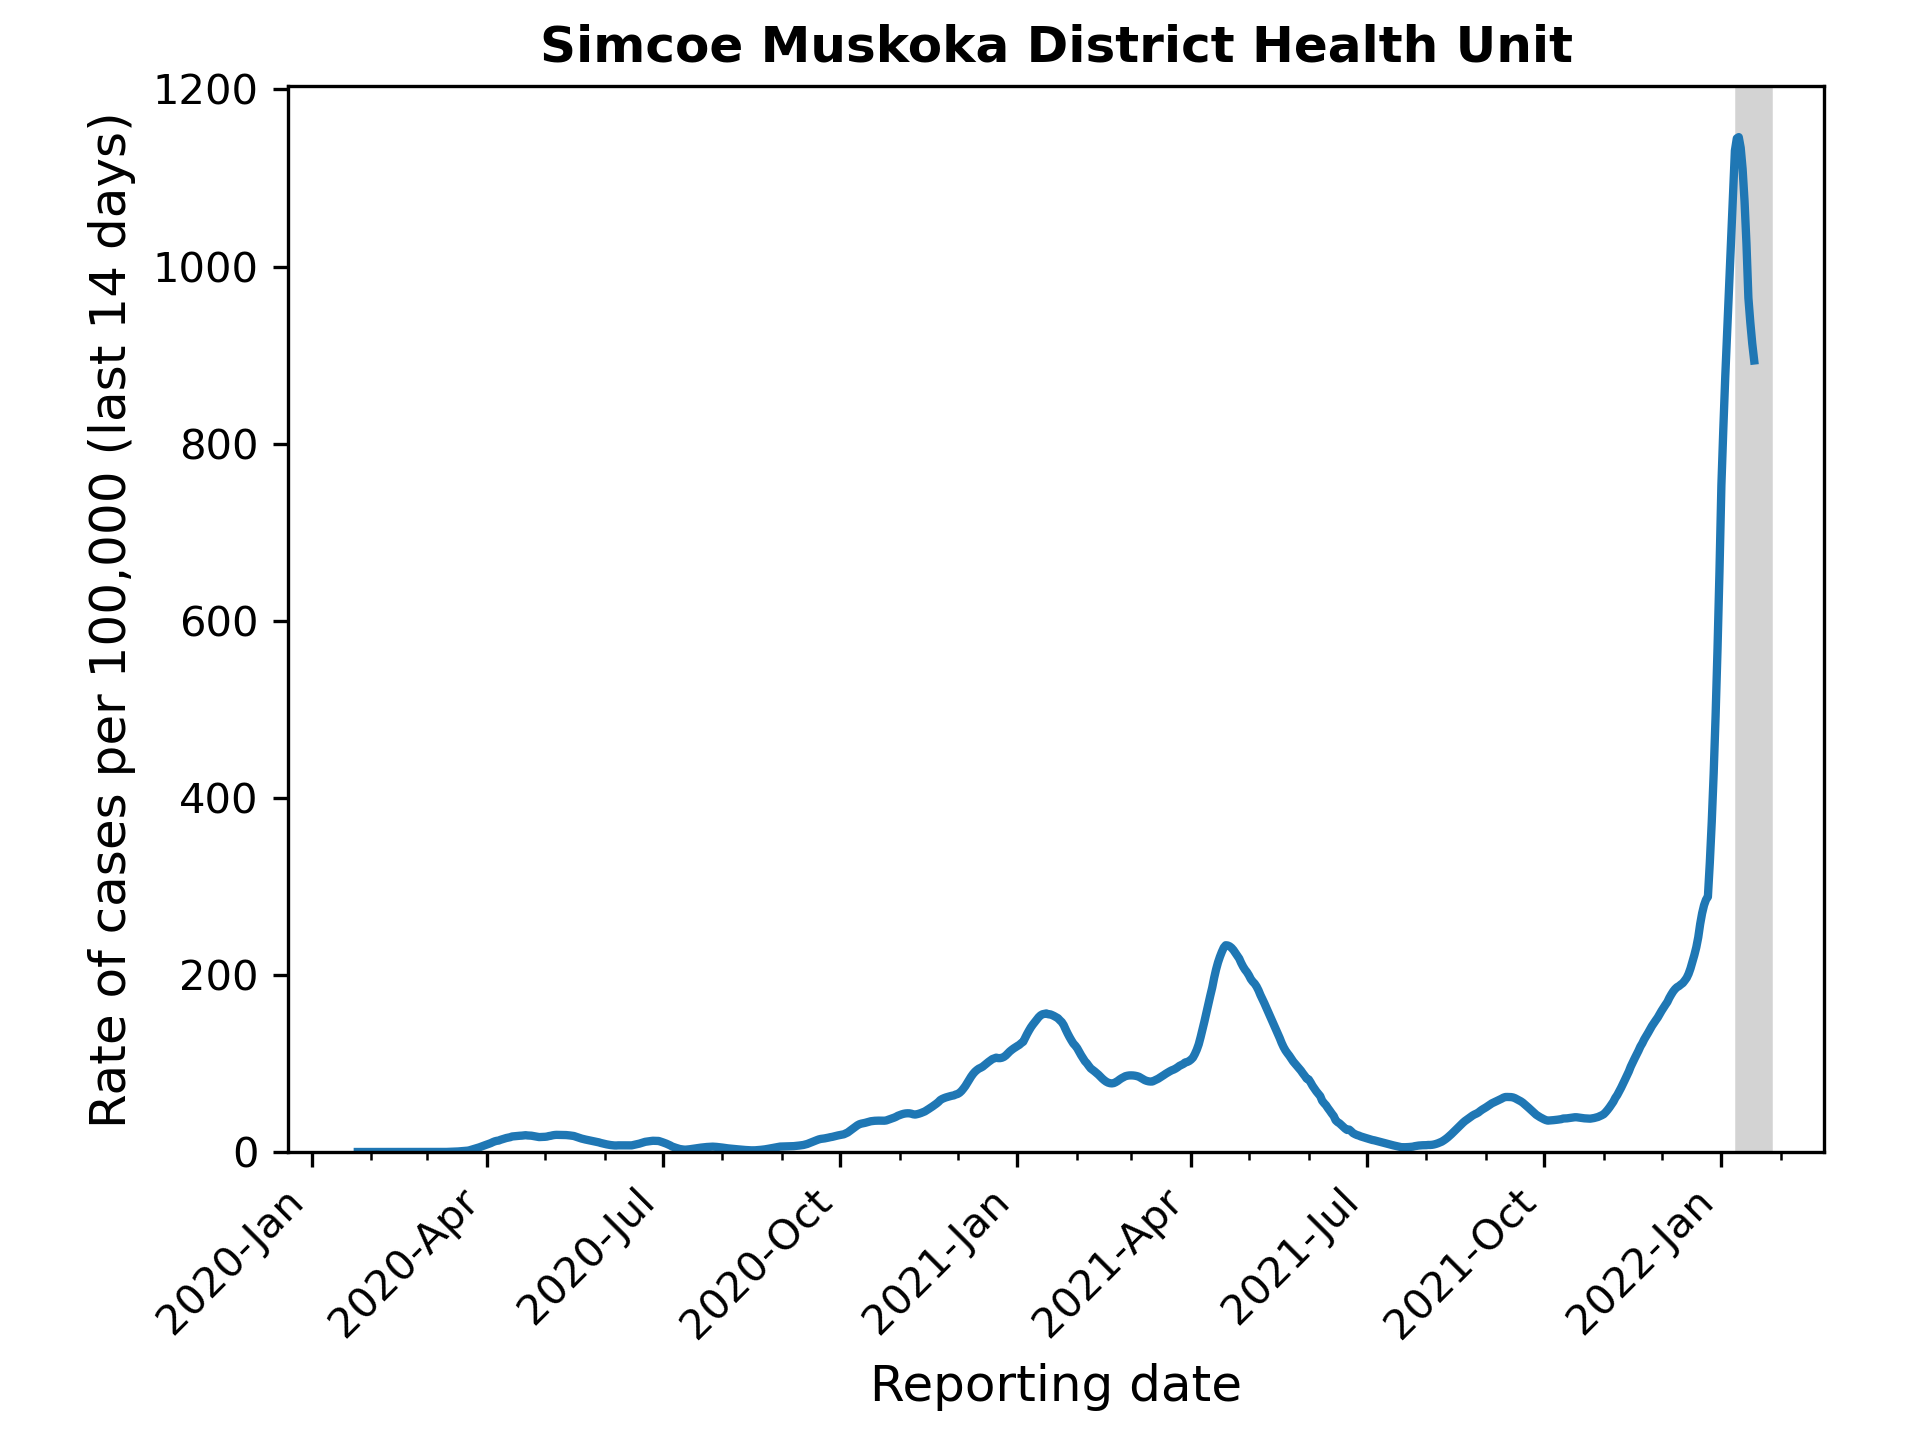 Simcoe Muskoka District Health Unit
Rate of cases per 100,000 (last 14 days)
1200
1000
800
600
400
200
0
2020-Jan
2020-Apr
2020-Jul
2020-Oct
2021-Jan
2021-Apr
2021-Jul
2021-Oct
2022-Jan
Reporting date